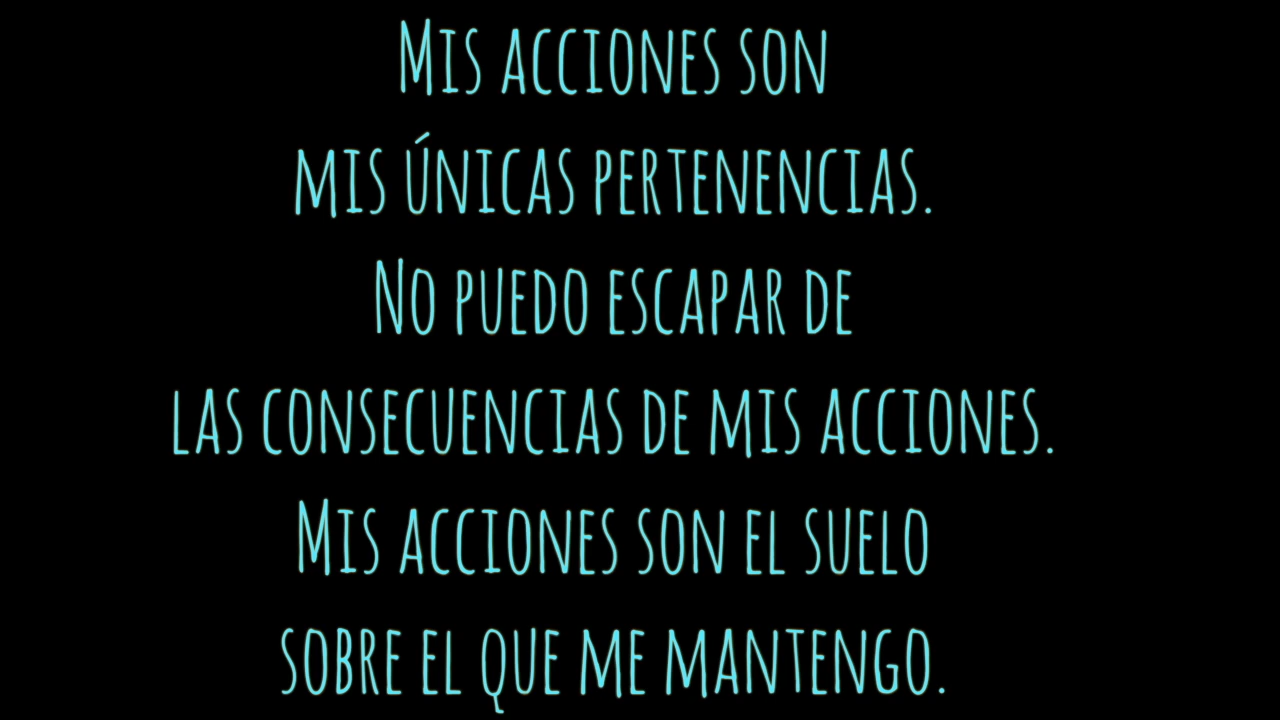 Mis acciones son
mis únicas pertenencias.
No puedo escapar de
las consecuencias de mis acciones.
Mis acciones son el suelo
sobre el que me mantengo.